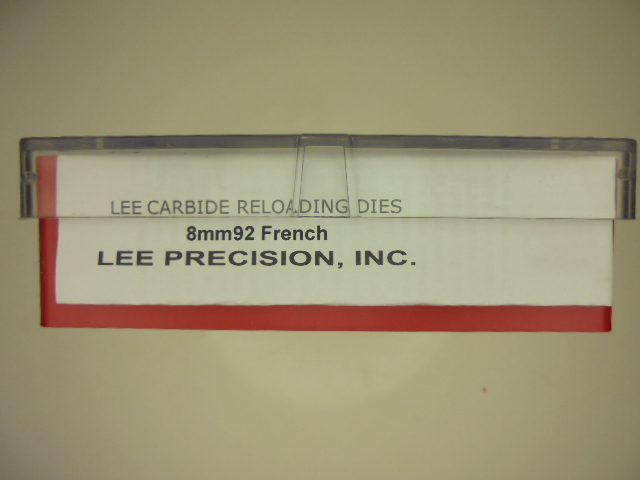 LEE CARBIDE RELOADING DIES
8mm92 French
LEE PRECISION, INC.